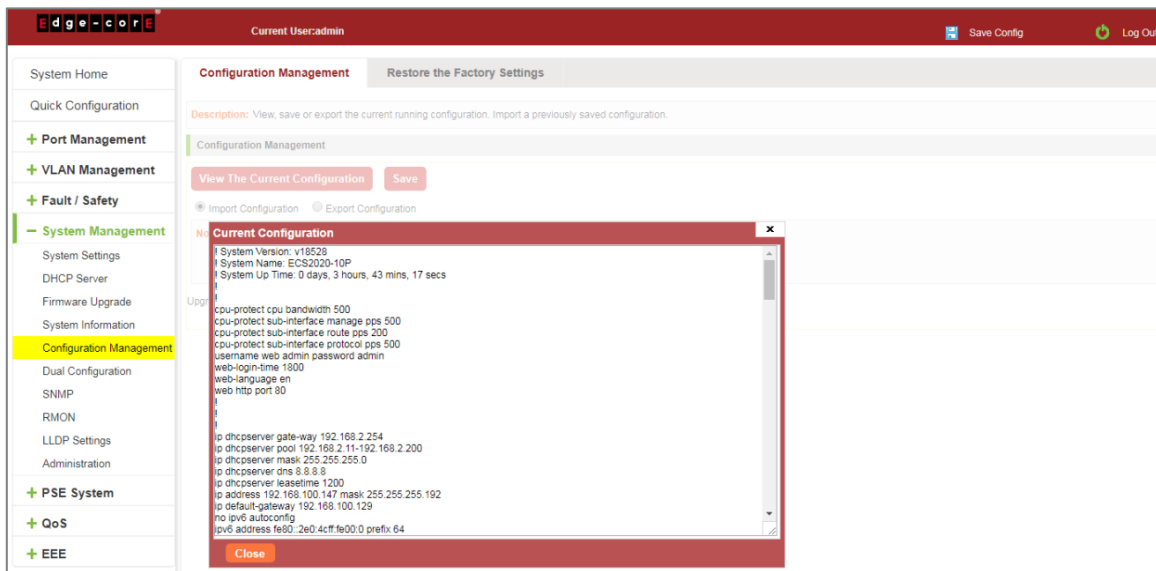 Edge-corE®
Current User:admin
Save Config
Log Out
System Home
Quick Configuration
+ Port Management
+ VLAN Management
+ Fault / Safety
− System Management
System Settings
DHCP Server
Firmware Upgrade
System Information
Configuration Management
Dual Configuration
SNMP
RMON
LLDP Settings
Administration
+ PSE System
+ QoS
+ EEE
Configuration Management
Restore the Factory Settings
Description: View, save or export the current running configuration. Import a previously saved configuration.
Configuration Management
View The Current Configuration
Save
Import Configuration
Export Configuration
No
Upgr
Current Configuration
x
! System Version: v18528
! System Name: ECS2020-10P
! System Up Time: 0 days, 3 hours, 43 mins, 17 secs
!
!
cpu-protect cpu bandwidth 500
cpu-protect sub-interface manage pps 500
cpu-protect sub-interface route pps 200
cpu-protect sub-interface protocol pps 500
username web admin password admin
web-login-time 1800
web-language en
web http port 80
!
!
!
ip dhcpserver gate-way 192.168.2.254
ip dhcpserver pool 192.168.2.11-192.168.2.200
ip dhcpserver mask 255.255.255.0
ip dhcpserver dns 8.8.8.8
ip dhcpserver leasetime 1200
ip address 192.168.100.147 mask 255.255.255.192
ip default-gateway 192.168.100.129
no ipv6 autoconfig
ipv6 address fe80::2e0:4cff:fe00:0 prefix 64
Close